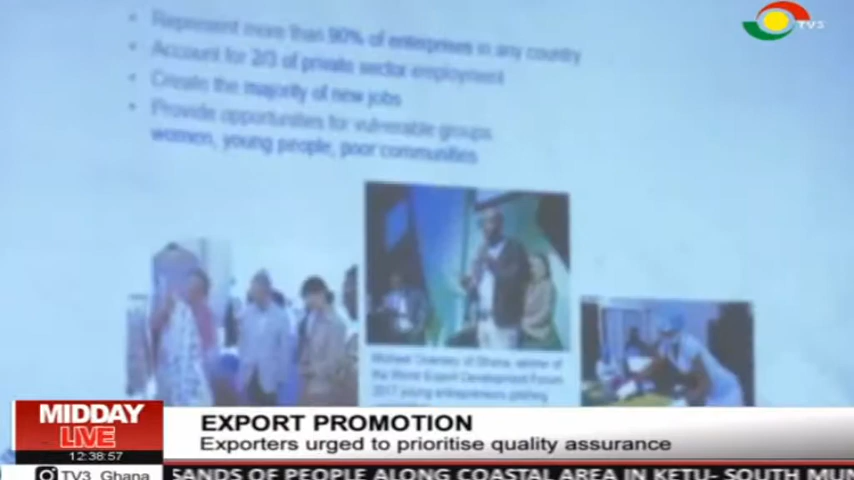 • Represent more than 90% of enterprises in any country
• Account for 2/3 of private sector employment
• Create the majority of new jobs
• Provide opportunities for vulnerable groups
women, young people, poor communities
TV3
of Ghana, winner of
the World Export Development Forum
2017 young entrepreneurs pitching
MIDDAY
LIVE
12:38:57
EXPORT PROMOTION
Exporters urged to prioritise quality assurance
TV3_Ghana
SANDS OF PEOPLE ALONG COASTAL AREA IN KETU- SOUTH MUN